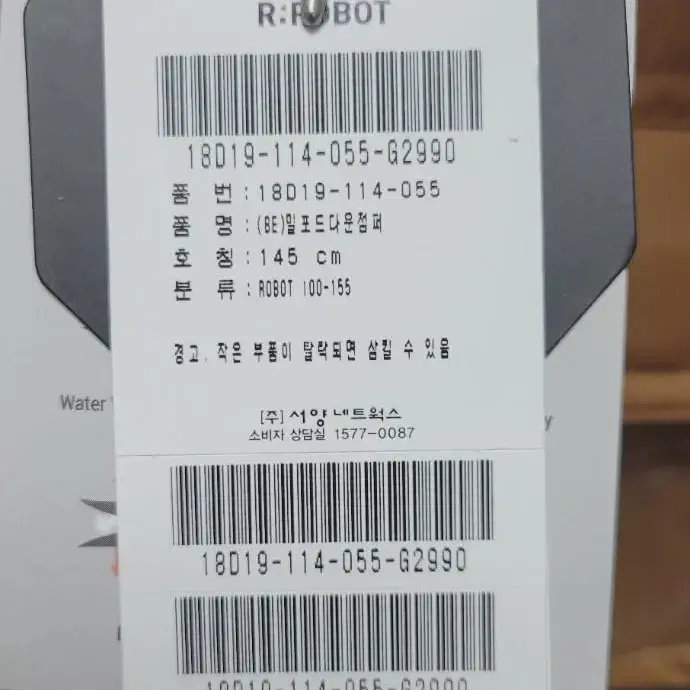 R:ROBOT
18D19-114-055-G2990
품 번 : 18D19-114-055
품 명 : (BE)밀포드다운점퍼
호 칭 : 145 cm
분 류 : ROBOT 100-155
경고. 작은 부품이 탈락되면 삼킬 수 있음
Water
(주) 서양네트웍스
소비자 상담실 1577-0087
18D19-114-055-G2990